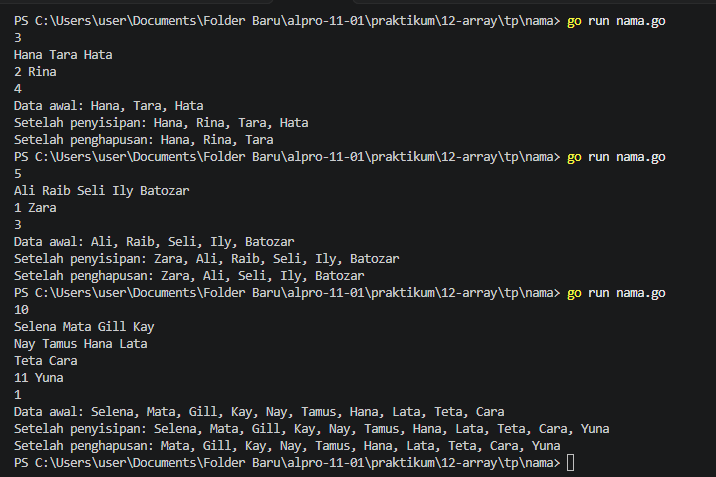 PS C:\Users\user\Documents\Folder Baru\alpro-11-01\praktikum\12-array\tp\nama> go run nama.go
3
Hana Tara Hata
2 Rina
4
Data awal: Hana, Tara, Hata
Setelah penyisipan: Hana, Rina, Tara, Hata
Setelah penghapusan: Hana, Rina, Tara
PS C:\Users\user\Documents\Folder Baru\alpro-11-01\praktikum\12-array\tp\nama> go run nama.go
5
Ali Raib Seli Ily Batozar
1 Zara
3
Data awal: Ali, Raib, Seli, Ily, Batozar
Setelah penyisipan: Zara, Ali, Raib, Seli, Ily, Batozar
Setelah penghapusan: Zara, Ali, Seli, Ily, Batozar
PS C:\Users\user\Documents\Folder Baru\alpro-11-01\praktikum\12-array\tp\nama> go run nama.go
10
Selena Mata Gill Kay
Nay Tamus Hana Lata
Teta Cara
11 Yuna
1
Data awal: Selena, Mata, Gill, Kay, Nay, Tamus, Hana, Lata, Teta, Cara
Setelah penyisipan: Selena, Mata, Gill, Kay, Nay, Tamus, Hana, Lata, Teta, Cara, Yuna
Setelah penghapusan: Mata, Gill, Kay, Nay, Tamus, Hana, Lata, Teta, Cara, Yuna
PS C:\Users\user\Documents\Folder Baru\alpro-11-01\praktikum\12-array\tp\nama>